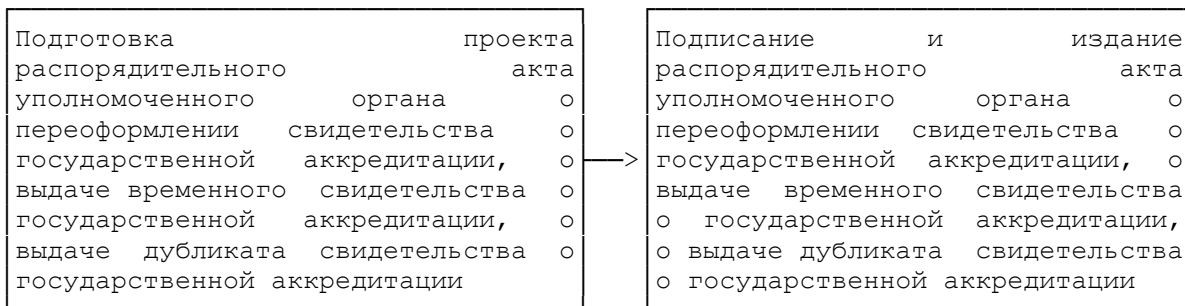 Подготовка проекта
распорядительного акта
уполномоченного органа о
переоформлении свидетельства о
государственной аккредитации, о
выдаче временного свидетельства о
государственной аккредитации, о
выдаче дубликата свидетельства о
государственной аккредитации
Подписание и издание
распорядительного акта
уполномоченного органа о
переоформлении свидетельства о
государственной аккредитации, о
выдаче временного свидетельства
о государственной аккредитации,
о выдаче дубликата свидетельства
о государственной аккредитации